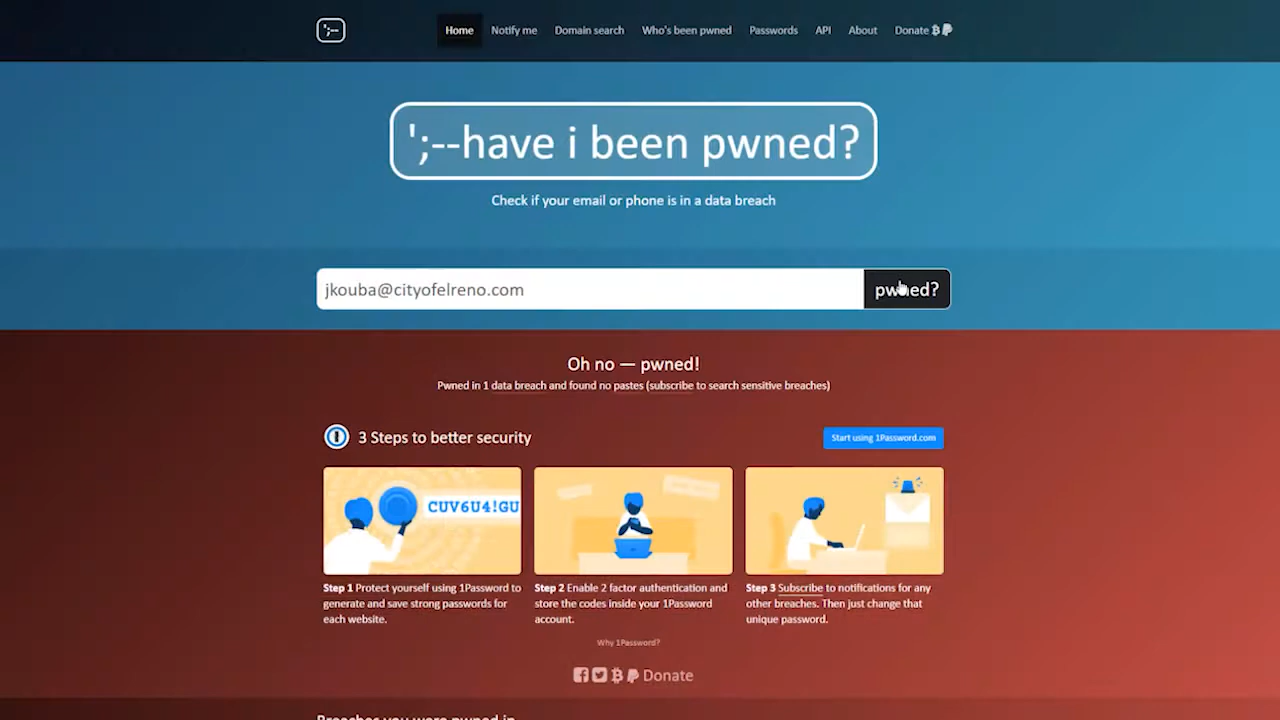 ';--
Home Notify me Domain search Who's been pwned Passwords API About Donate
';--have i been pwned?
Check if your email or phone is in a data breach
jkouba@cityofelreno.com pwned?
Oh no — pwned!
Pwned in 1 data breach and found no pastes (subscribe to search sensitive breaches)
3 Steps to better security Start using 1Password.com
CUV6U4!GU
Step 1 Protect yourself using 1Password to
generate and save strong passwords for
each website.
Step 2 Enable 2 factor authentication and
store the codes inside your 1Password
account.
Step 3 Subscribe to notifications for any
other breaches. Then just change that
unique password.
Why 1Password?
Donate
Breaches you were pwned in